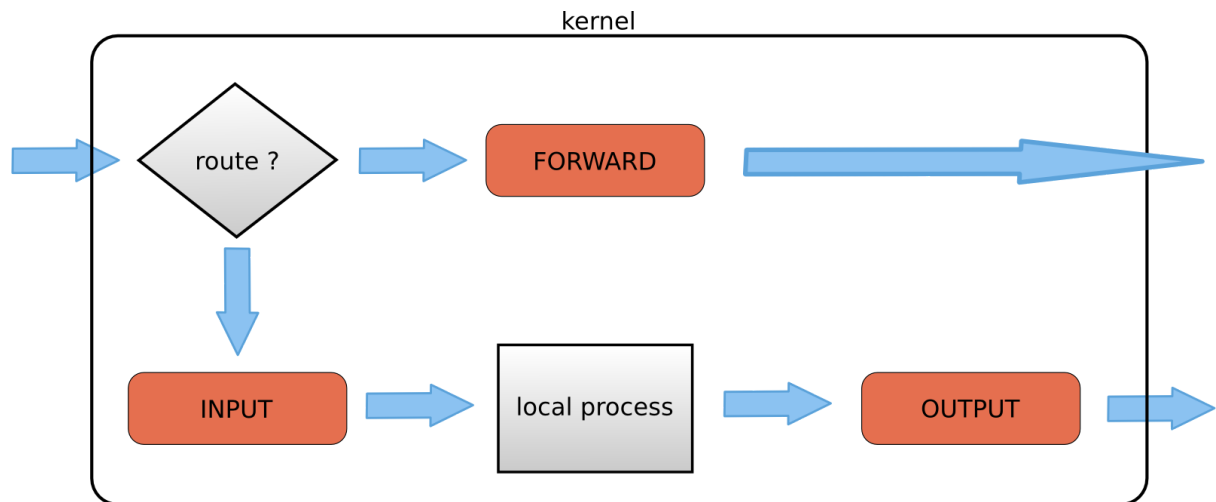 kernel
route ?
FORWARD
INPUT
local process
OUTPUT